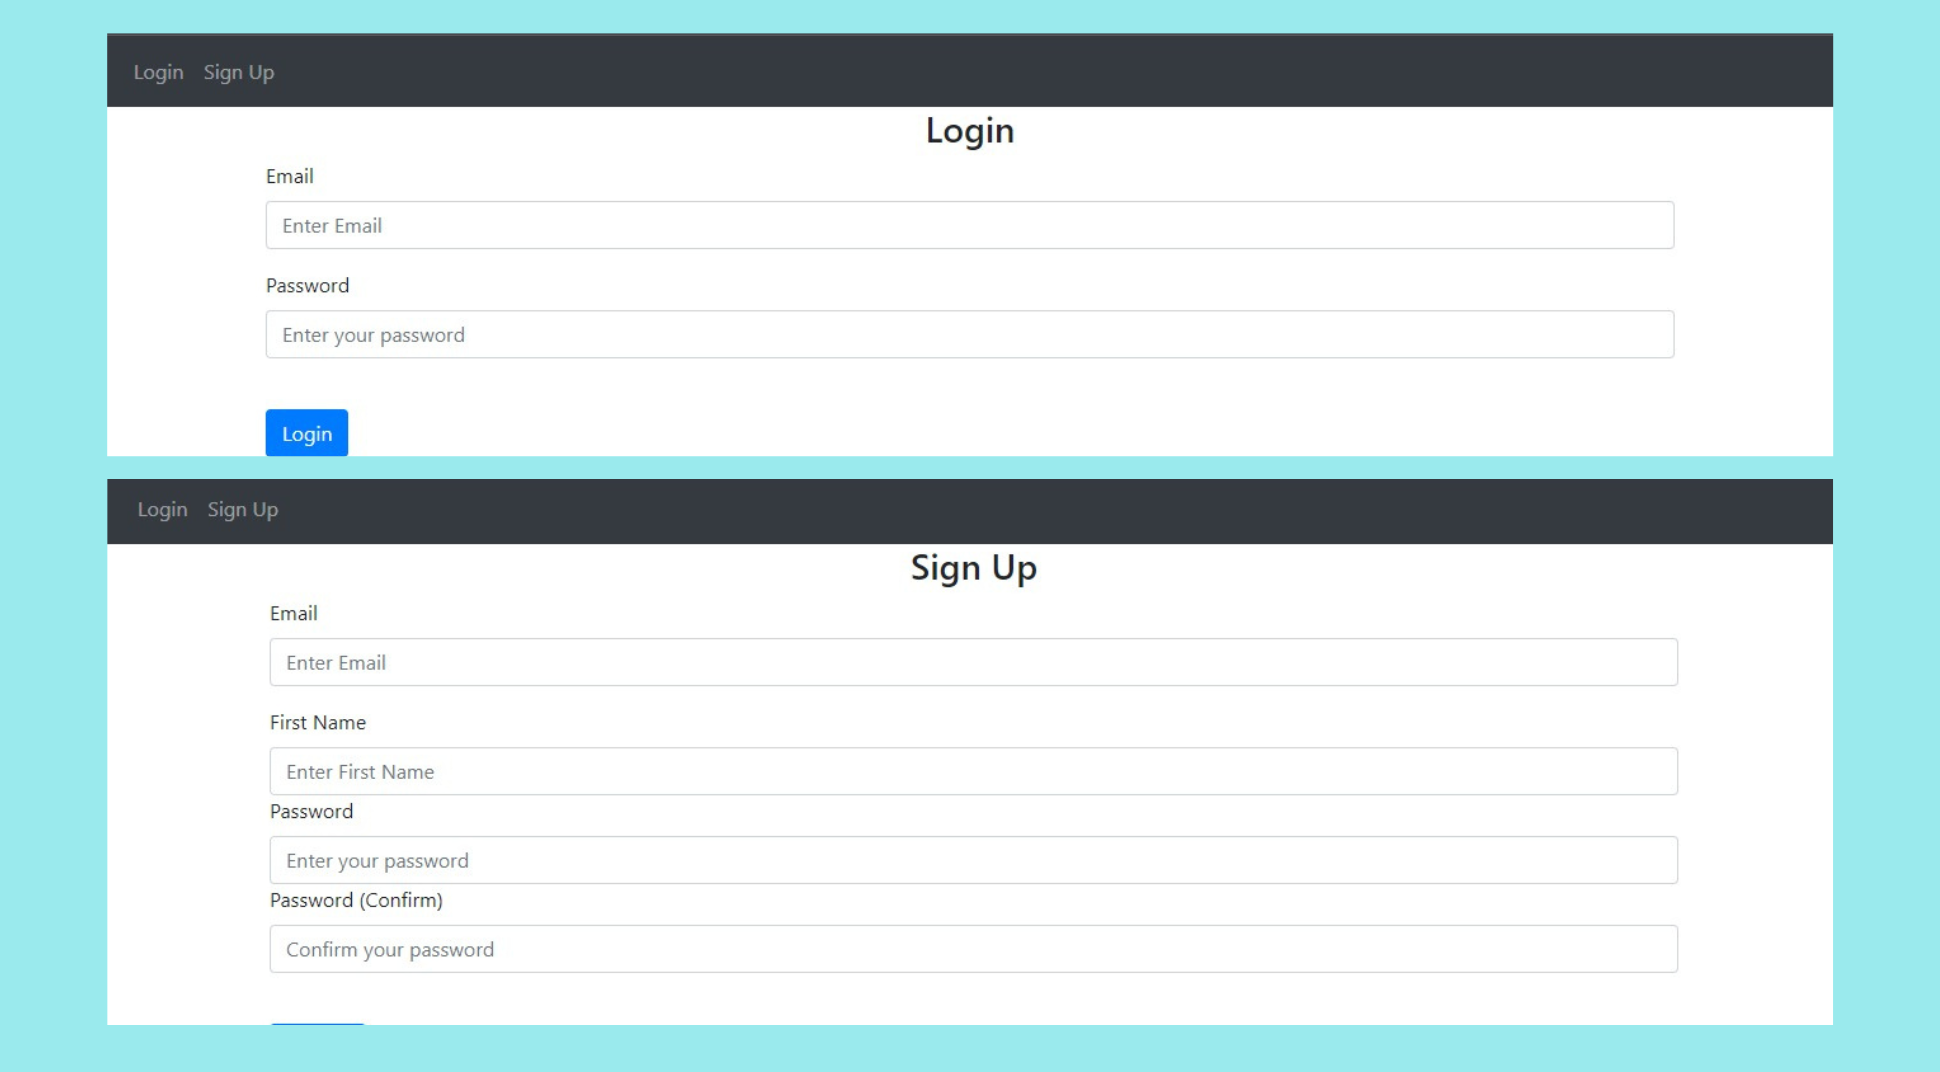 Login Sign Up
Login
Email
Enter Email
Password
Enter your password
Login
Login Sign Up
Sign Up
Email
Enter Email
First Name
Enter First Name
Password
Enter your password
Password (Confirm)
Confirm your password